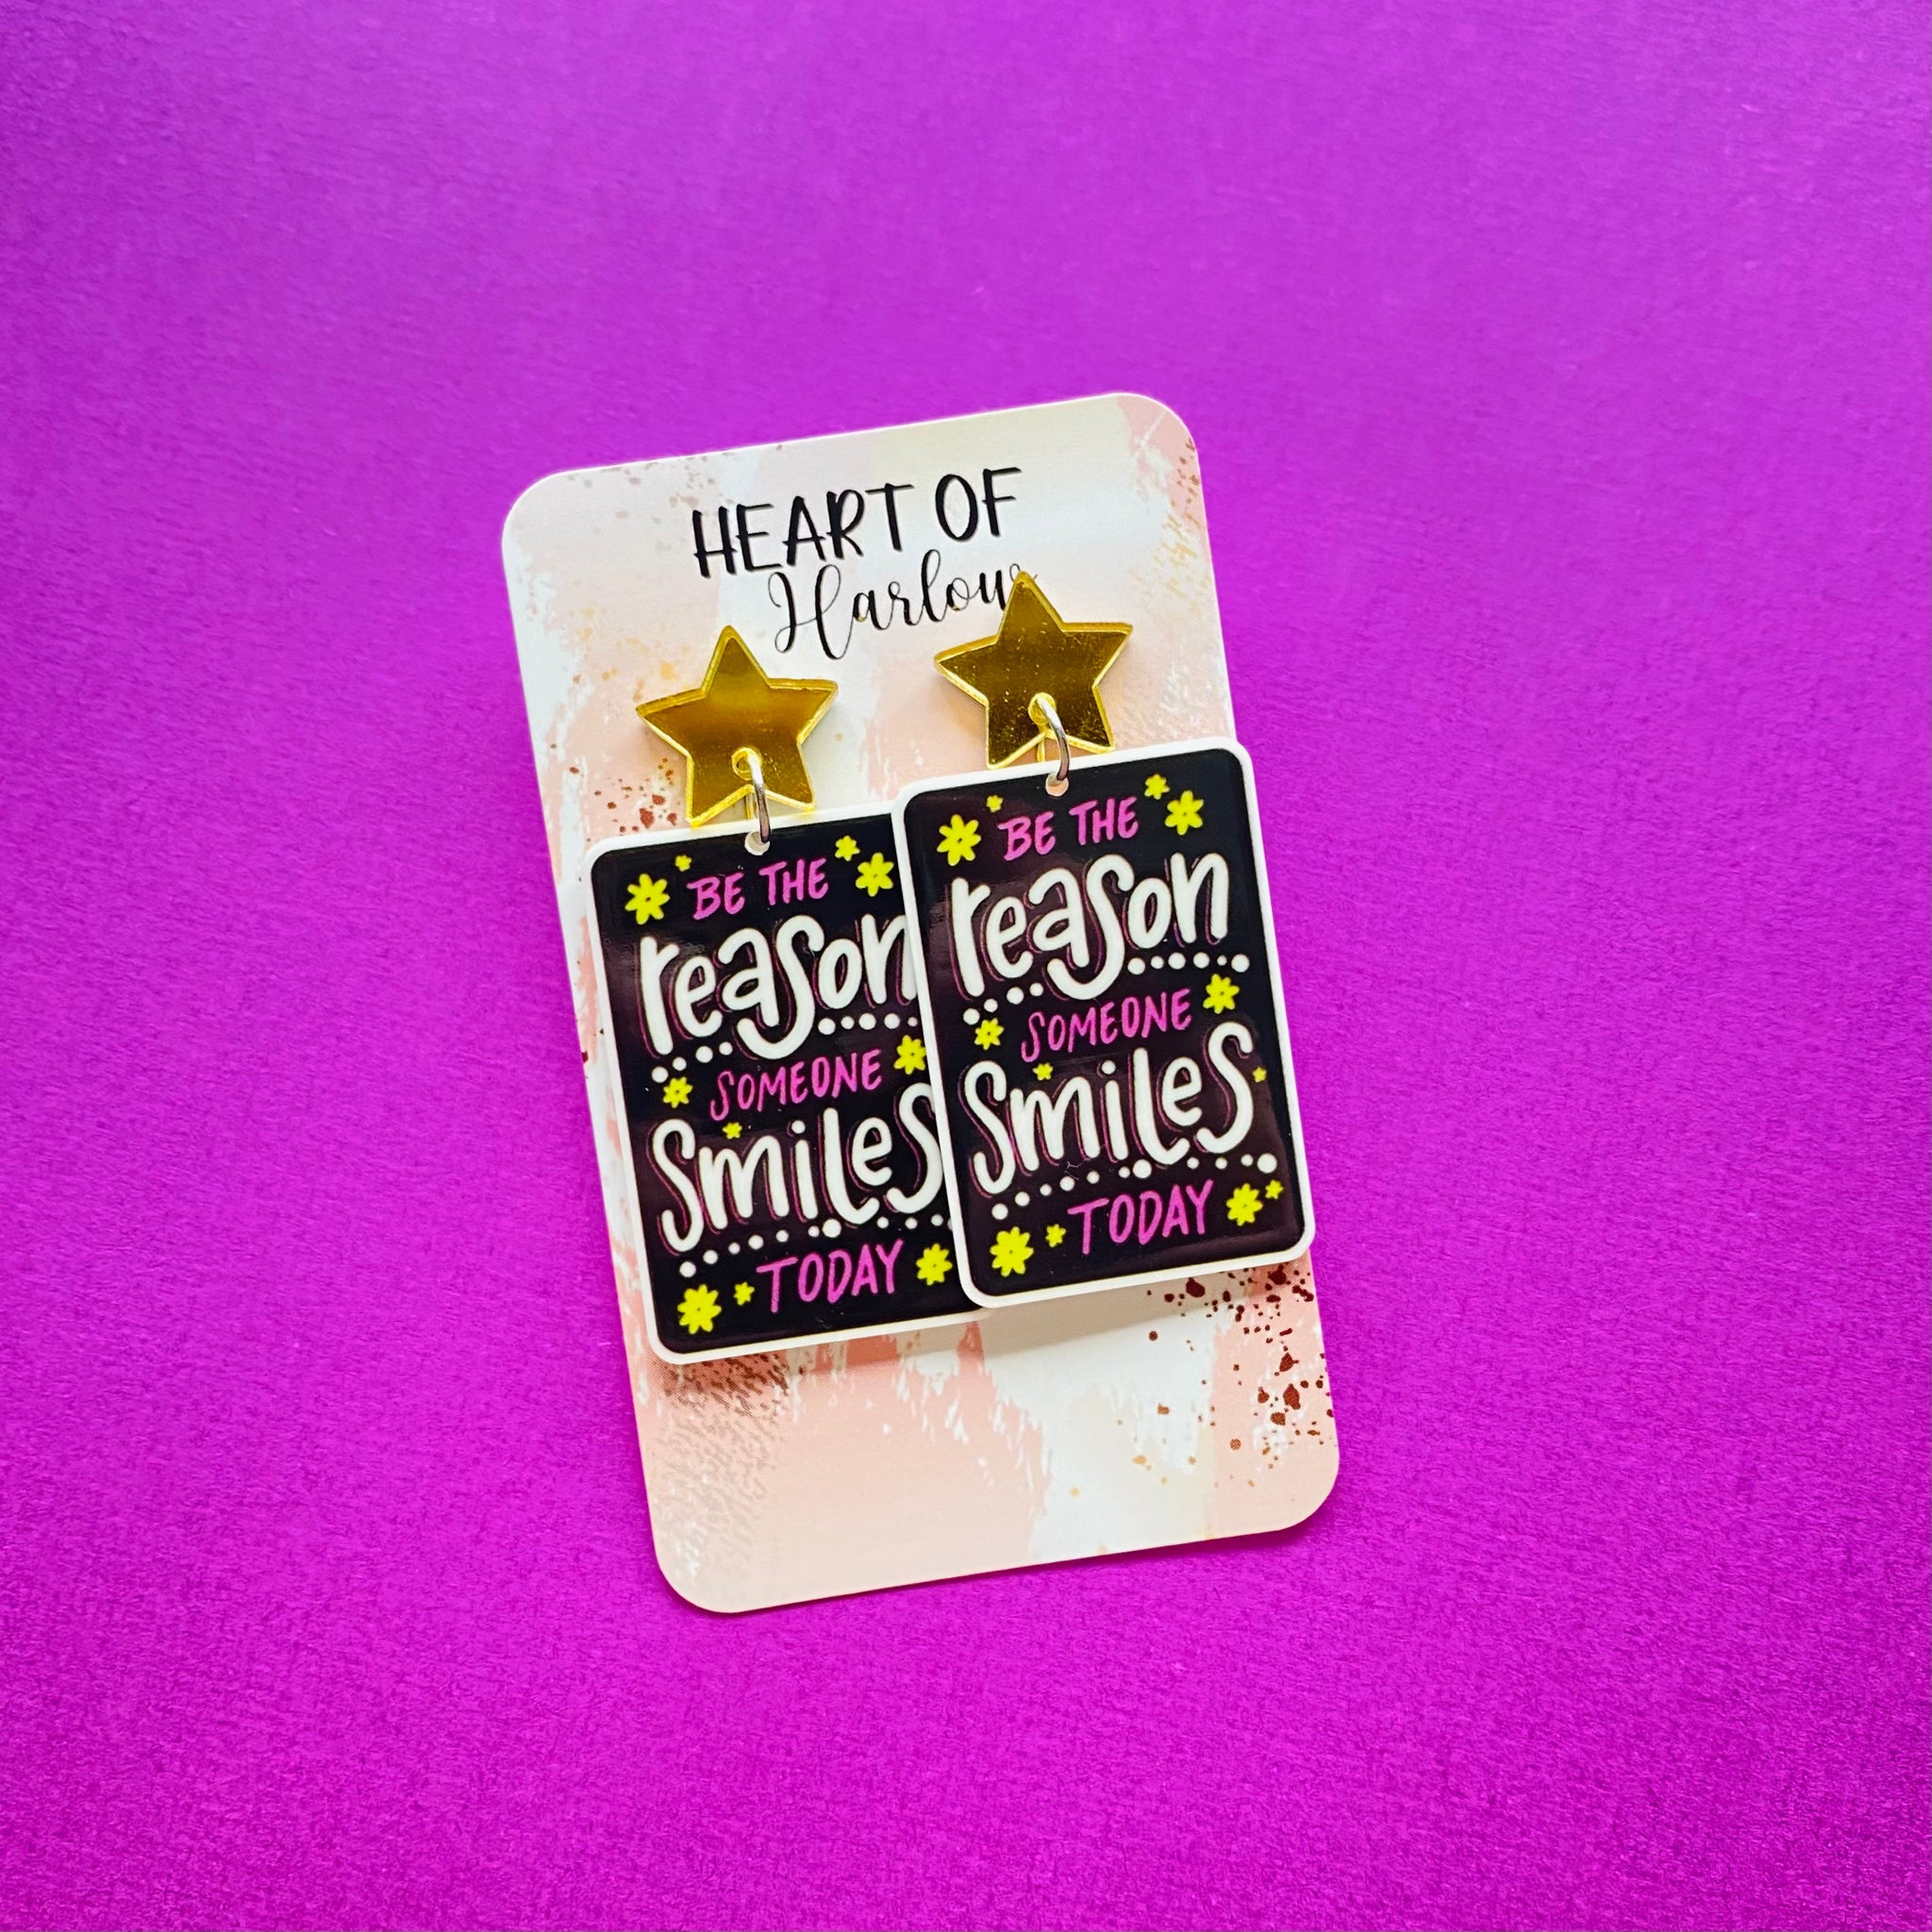 HEART OF
Harlow
BE THE
reason
SOMEONE
Smiles
TODAY
BE THE
reason
SOMEONE
Smiles
TODAY